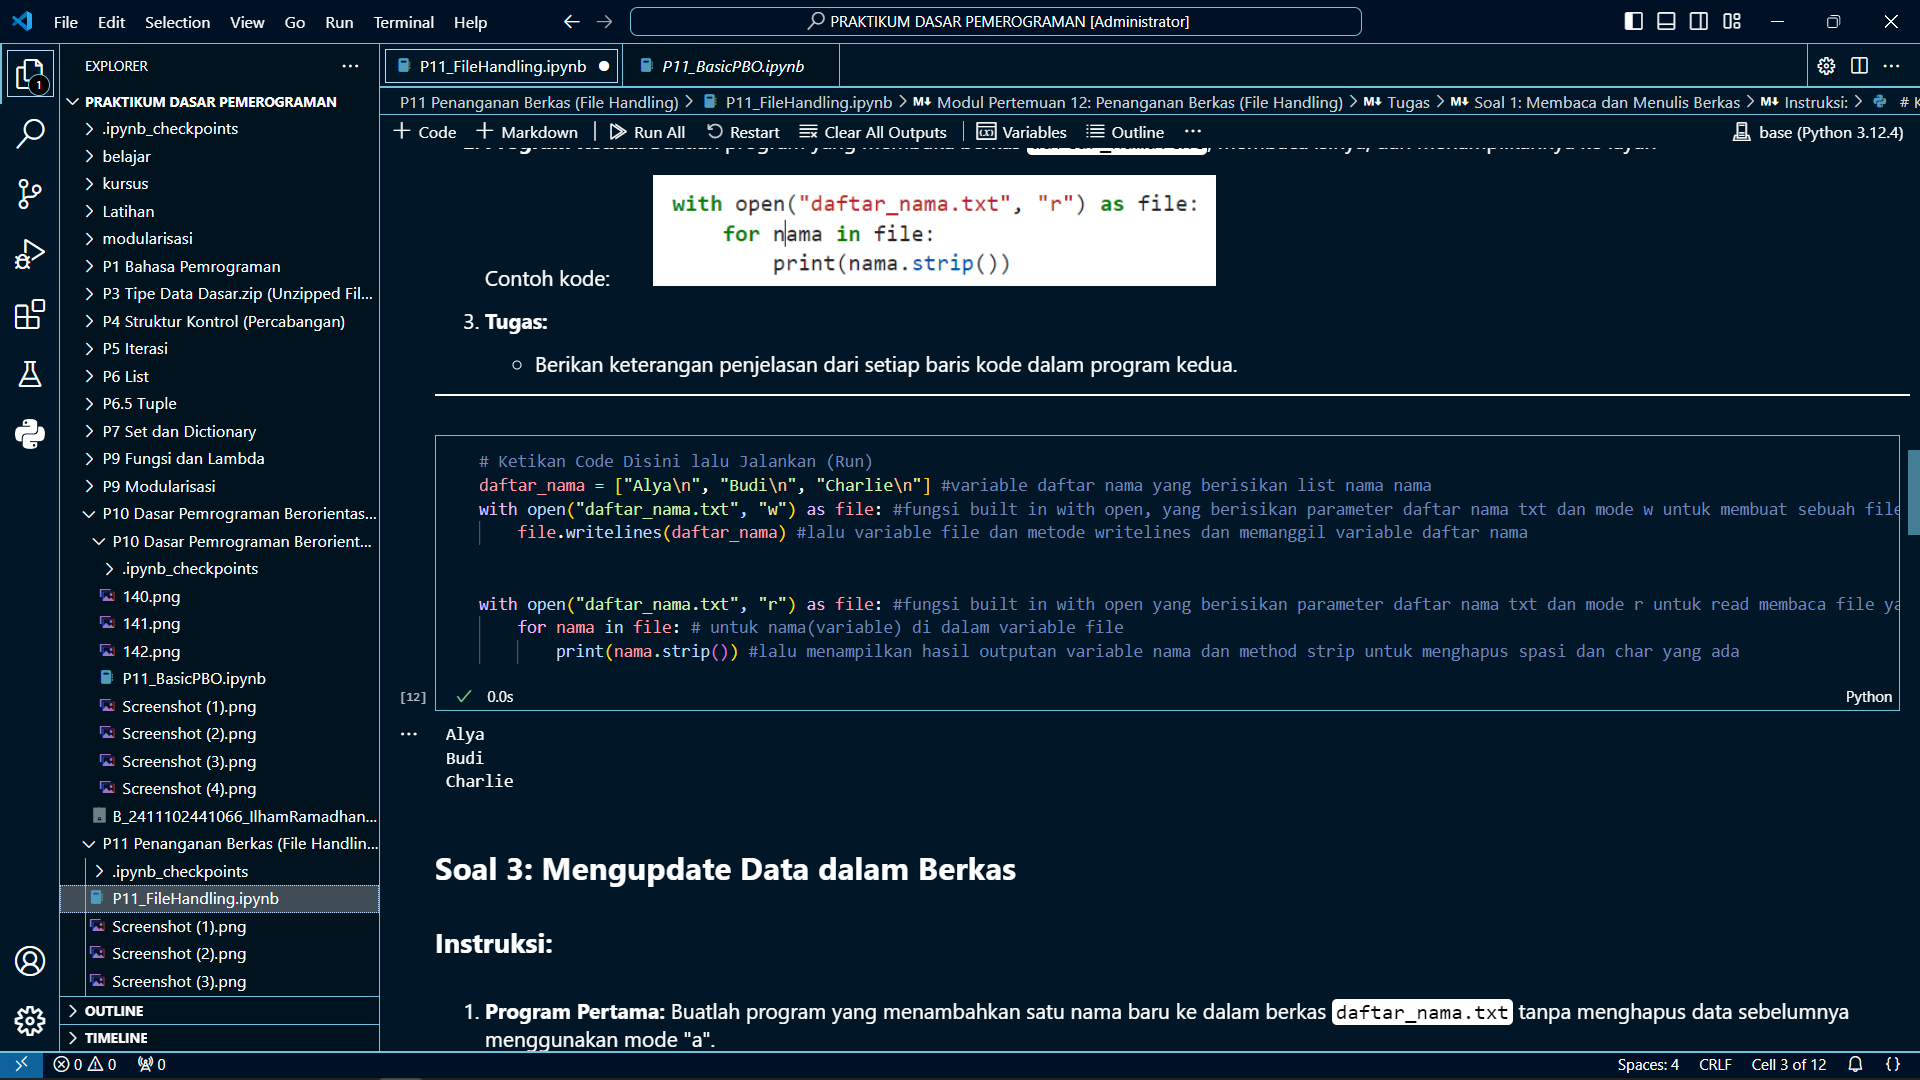 File Edit Selection View Go Run Terminal Help
PRAKTIKUM DASAR PEMEROGRAMAN [Administrator]
EXPLORER
1
PRAKTIKUM DASAR PEMEROGRAMAN
.ipynb_checkpoints
belajar
kursus
Latihan
modularisasi
P1 Bahasa Pemrograman
P3 Tipe Data Dasar.zip (Unzipped Fil...
P4 Struktur Kontrol (Percabangan)
P5 Iterasi
P6 List
P6.5 Tuple
P7 Set dan Dictionary
P9 Fungsi dan Lambda
P9 Modularisasi
P10 Dasar Pemrograman Berorientas...
P10 Dasar Pemrograman Berorient...
.ipynb_checkpoints
140.png
141.png
142.png
P11_BasicPBO.ipynb
Screenshot (1).png
Screenshot (2).png
Screenshot (3).png
Screenshot (4).png
B_2411102441066_IlhamRamadhan...
P11 Penanganan Berkas (File Handlin...
.ipynb_checkpoints
P11_FileHandling.ipynb
Screenshot (1).png
Screenshot (2).png
Screenshot (3).png
OUTLINE
TIMELINE
P11_FileHandling.ipynb
P11_BasicPBO.ipynb
P11 Penanganan Berkas (File Handling) > P11_FileHandling.ipynb > M↓ Modul Pertemuan 12: Penanganan Berkas (File Handling) > M↓ Tugas > M↓ Soal 1: Membaca dan Menulis Berkas > M↓ Instruksi: > # K
+ Code + Markdown Run All Restart Clear All Outputs Variables Outline ...
base (Python 3.12.4)
with open("daftar_nama.txt", "r") as file:
for nama in file:
print(nama.strip())
Contoh kode:
3. Tugas:
Berikan keterangan penjelasan dari setiap baris kode dalam program kedua.
# Ketikan Code Disini lalu Jalankan (Run)
daftar_nama = ["Alya\n", "Budi\n", "Charlie\n"] #variable daftar nama yang berisikan list nama nama
with open("daftar_nama.txt", "w") as file: #fungsi built in with open, yang berisikan parameter daftar nama txt dan mode w untuk membuat sebuah file
file.writelines(daftar_nama) #lalu variable file dan metode writelines dan memanggil variable daftar nama
with open("daftar_nama.txt", "r") as file: #fungsi built in with open yang berisikan parameter daftar nama txt dan mode r untuk read membaca file ya
for nama in file: # untuk nama(variable) di dalam variable file
print(nama.strip()) #lalu menampilkan hasil outputan variable nama dan method strip untuk menghapus spasi dan char yang ada
[12] 0.0s
Python
Alya
Budi
Charlie
Soal 3: Mengupdate Data dalam Berkas
Instruksi:
1. Program Pertama: Buatlah program yang menambahkan satu nama baru ke dalam berkas daftar_nama.txt tanpa menghapus data sebelumnya
menggunakan mode "a".
0 0 0
Spaces: 4 CRLF Cell 3 of 12 {}